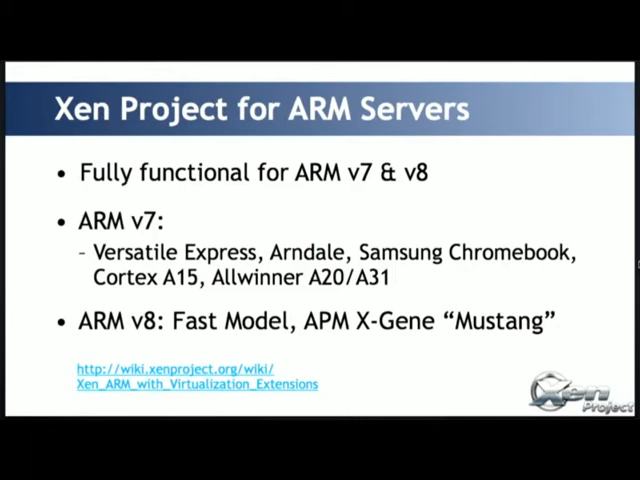 Xen Project for ARM Servers
• Fully functional for ARM v7 & v8
• ARM v7:
– Versatile Express, Arndale, Samsung Chromebook,
Cortex A15, Allwinner A20/A31
• ARM v8: Fast Model, APM X-Gene “Mustang”
http://wiki.xenproject.org/wiki/
Xen_ARM_with_Virtualization_Extensions
Xen
Project